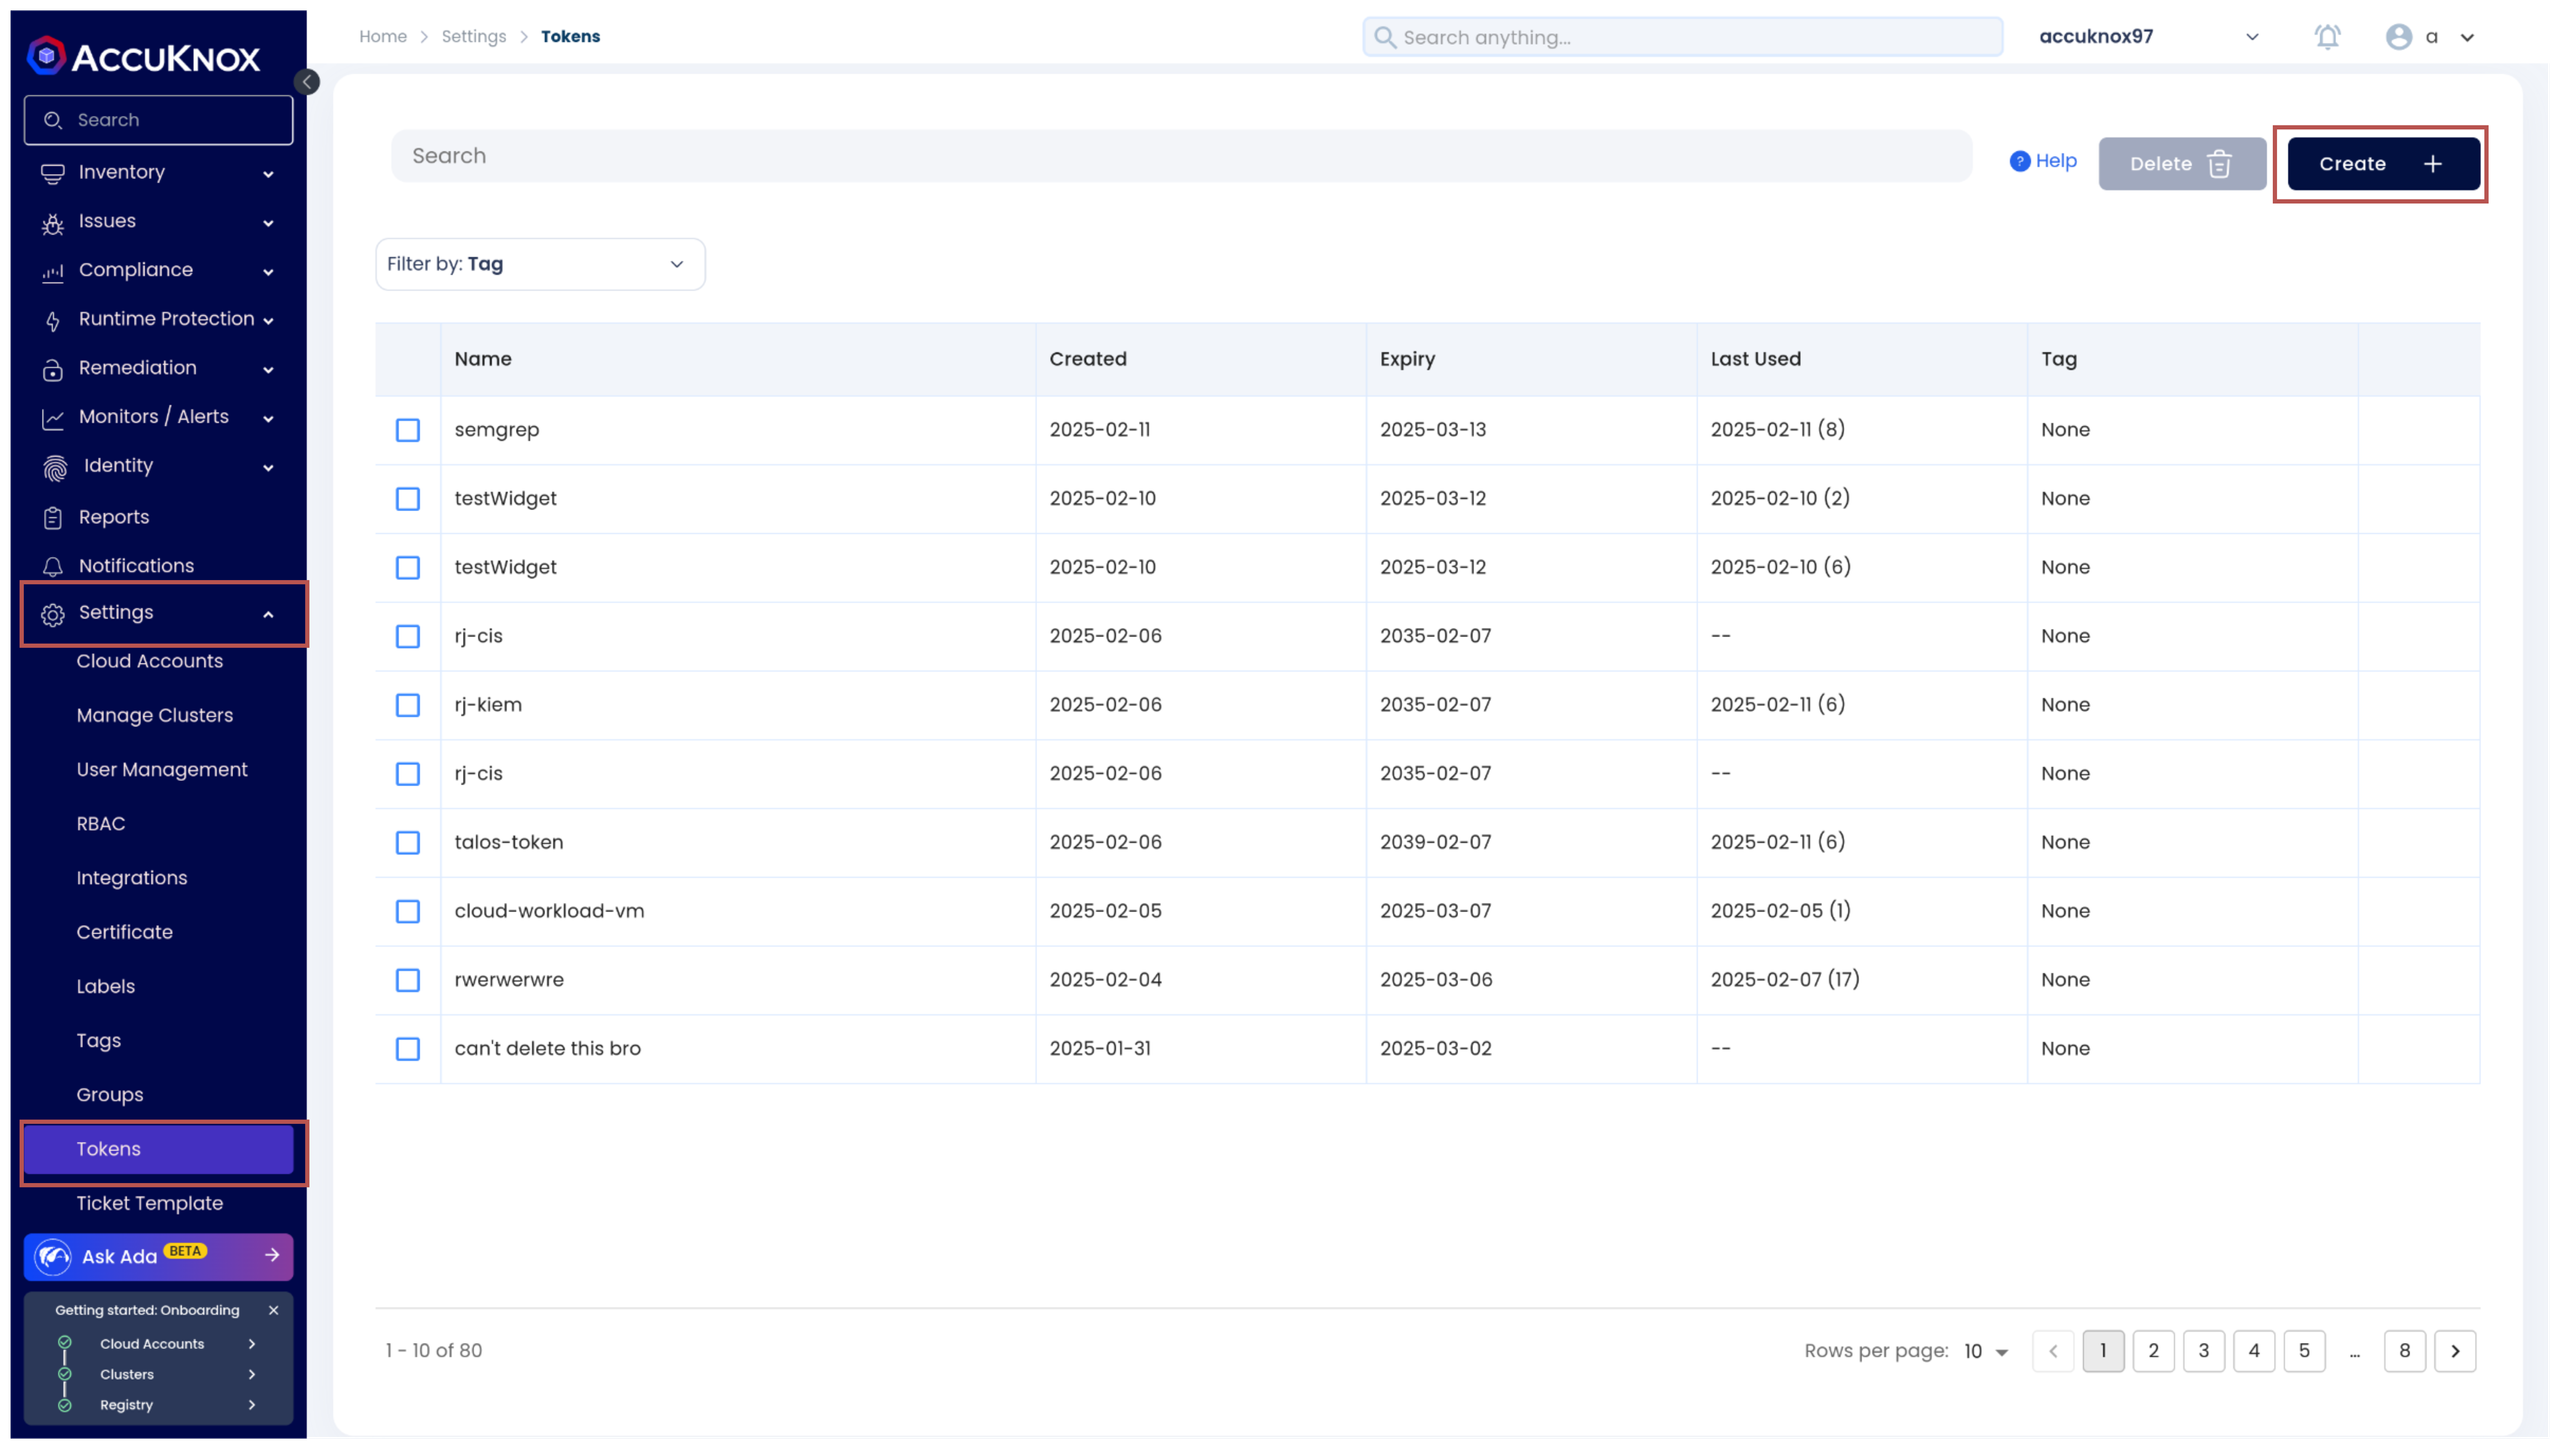 ACCUKNOX
Search
Inventory
Issues
Compliance
Runtime Protection
Remediation
Monitors / Alerts
Identity
Reports
Notifications
Settings
Cloud Accounts
Manage Clusters
User Management
RBAC
Integrations
Certificate
Labels
Tags
Groups
Tokens
Ticket Template
Ask Ada BETA
Getting started: Onboarding
Cloud Accounts
Clusters
Registry
Home > Settings > Tokens
Search anything...
accuknox97
a
Search
? Help
Delete
Create +
Filter by: Tag
Name Created Expiry Last Used Tag
semgrep 2025-02-11 2025-03-13 2025-02-11 (8) None
testWidget 2025-02-10 2025-03-12 2025-02-10 (2) None
testWidget 2025-02-10 2025-03-12 2025-02-10 (6) None
rj-cis 2025-02-06 2035-02-07 -- None
rj-kiem 2025-02-06 2035-02-07 2025-02-11 (6) None
rj-cis 2025-02-06 2035-02-07 -- None
talos-token 2025-02-06 2039-02-07 2025-02-11 (6) None
cloud-workload-vm 2025-02-05 2025-03-07 2025-02-05 (1) None
rwerwerwre 2025-02-04 2025-03-06 2025-02-07 (17) None
can't delete this bro 2025-01-31 2025-03-02 -- None
1 - 10 of 80
Rows per page: 10
1 2 3 4 5 ... 8